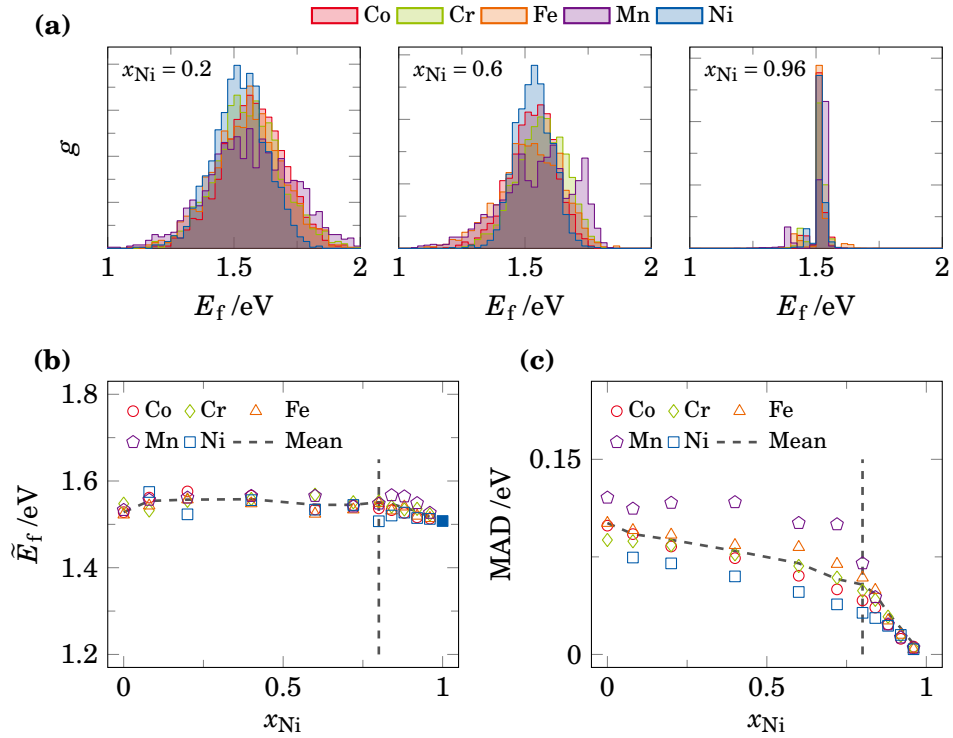 (a)
Co Cr Fe Mn Ni
x_Ni = 0.2 x_Ni = 0.6 x_Ni = 0.96
g
1 1.5 2 1 1.5 2 1 1.5 2
E_f /eV E_f /eV E_f /eV
(b)
1.8
1.6
1.4
1.2
Ẽ_f /eV
Co Cr Fe
Mn Ni Mean
0 0.5 1
x_Ni
(c)
0.15
0
MAD /eV
Co Cr Fe
Mn Ni Mean
0 0.5 1
x_Ni